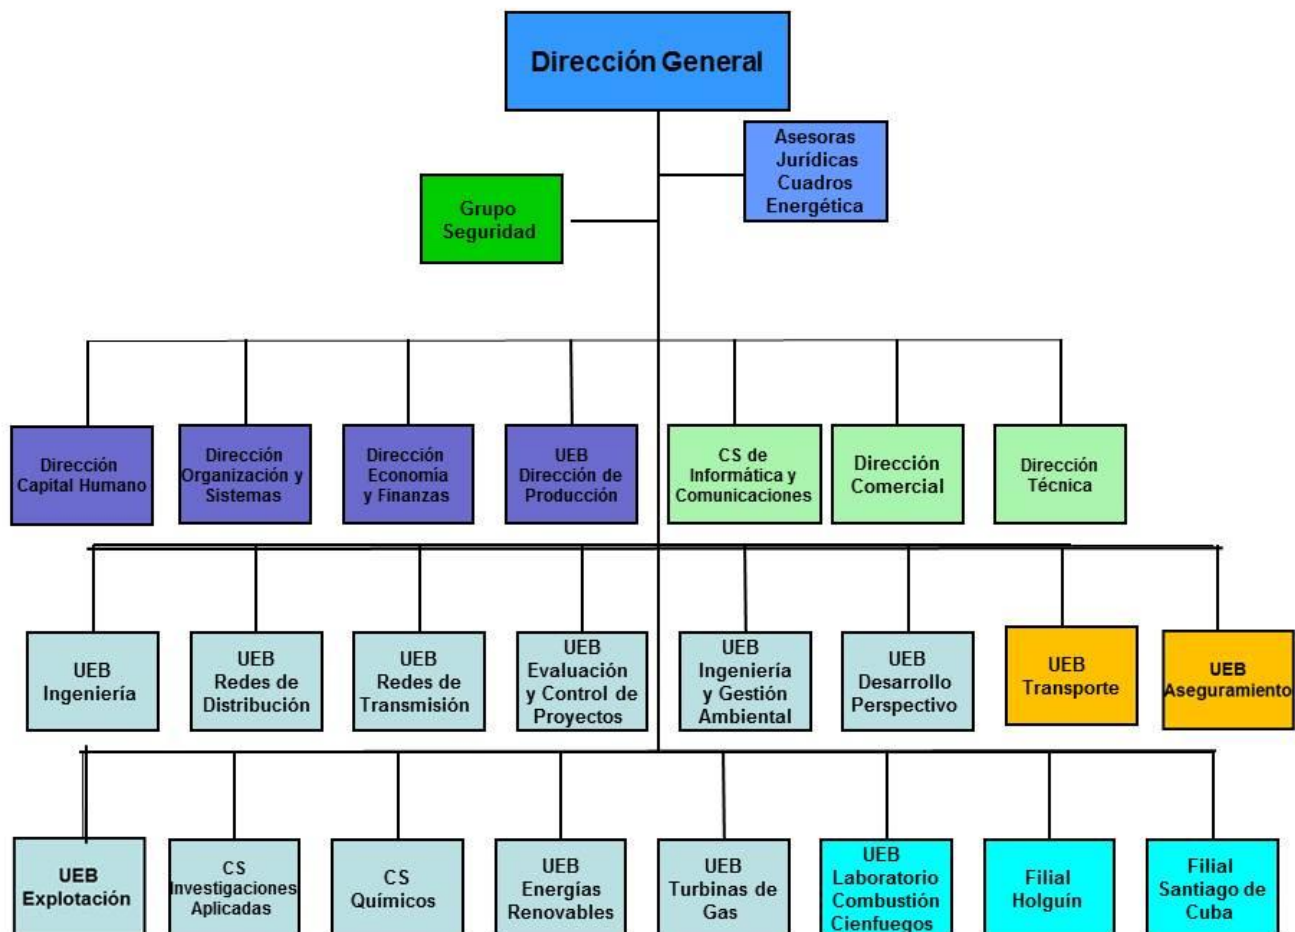 Dirección General
Asesoras
Jurídicas
Cuadros
Energética
Grupo
Seguridad
Dirección
Capital Humano
Dirección
Organización y
Sistemas
Dirección
Economía
y Finanzas
UEB
Dirección de
Producción
CS de
Informática y
Comunicaciones
Dirección
Comercial
Dirección
Técnica
UEB
Ingeniería
UEB
Redes de
Distribución
UEB
Redes de
Transmisión
UEB
Evaluación
y Control de
Proyectos
UEB
Ingeniería
y Gestión
Ambiental
UEB
Desarrollo
Perspectivo
UEB
Transporte
UEB
Aseguramiento
UEB
Explotación
CS
Investigaciones
Aplicadas
CS
Químicos
UEB
Energías
Renovables
UEB
Turbinas de
Gas
UEB
Laboratorio
Combustión
Cienfuegos
Filial
Holguín
Filial
Santiago de
Cuba